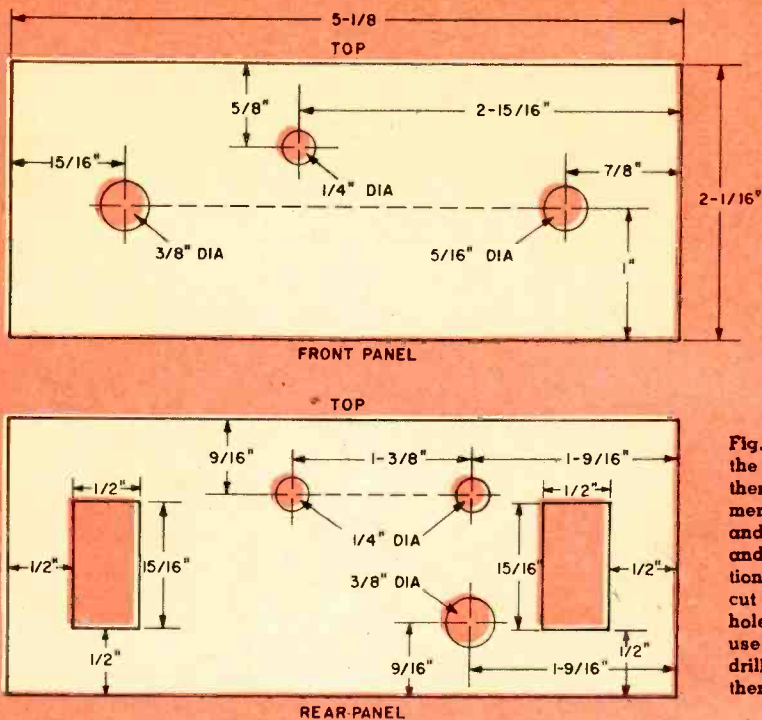 5-1/8
TOP
5/8"
2-15/16"
15/16"
7/8"
1/4" DIA
2-1/16"
3/8" DIA
5/16" DIA
1"
FRONT PANEL
TOP
9/16"
1-3/8"
1-9/16"
1/2"
1/2"
1/4" DIA
1/2"
15/16"
15/16"
1/2"
3/8" DIA
1/2"
9/16"
1/2"
1-9/16"
REAR PANEL
Fig.
the
ther
mer
and
and
tion
cut
hole
use
drill
ther